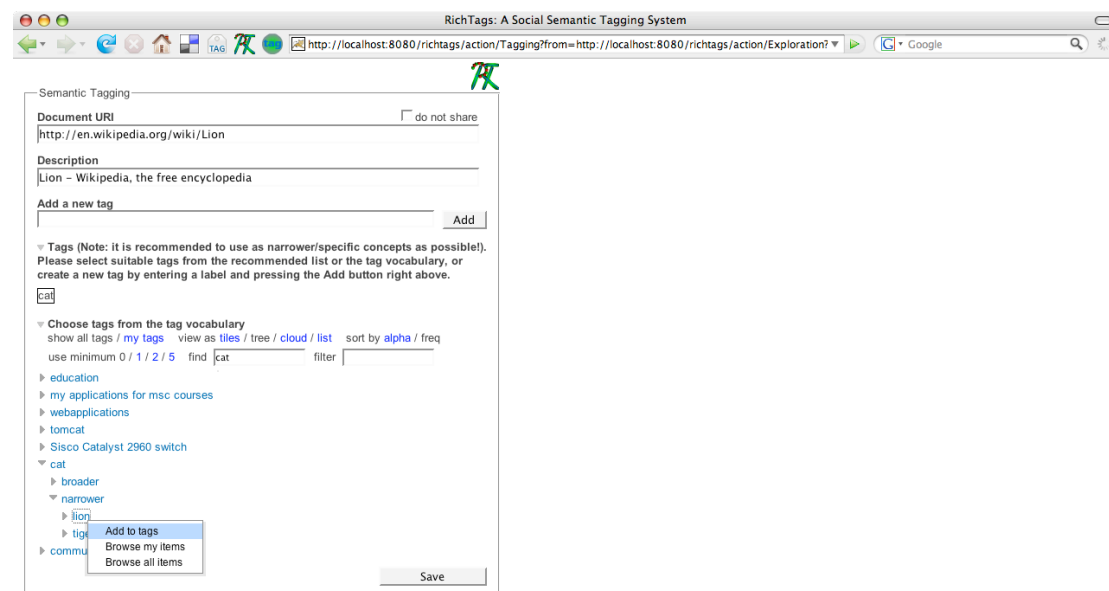 RichTags: A Social Semantic Tagging System
TAG tag http://localhost:8080/richtags/action/Tagging?from=http://localhost:8080/richtags/action/Exploration? G Google
RT
Semantic Tagging
Document URI do not share
http://en.wikipedia.org/wiki/Lion
Description
Lion – Wikipedia, the free encyclopedia
Add a new tag
Add
Tags (Note: it is recommended to use as narrower/specific concepts as possible!).
Please select suitable tags from the recommended list or the tag vocabulary, or
create a new tag by entering a label and pressing the Add button right above.
cat
Choose tags from the tag vocabulary
show all tags / my tags view as tiles / tree / cloud / list sort by alpha / freq
use minimum 0 / 1 / 2 / 5 find cat filter
education
my applications for msc courses
webapplications
tomcat
Sisco Catalyst 2960 switch
cat
broader
narrower
lion
Add to tags
tige
Browse my items
commu
Browse all items
Save